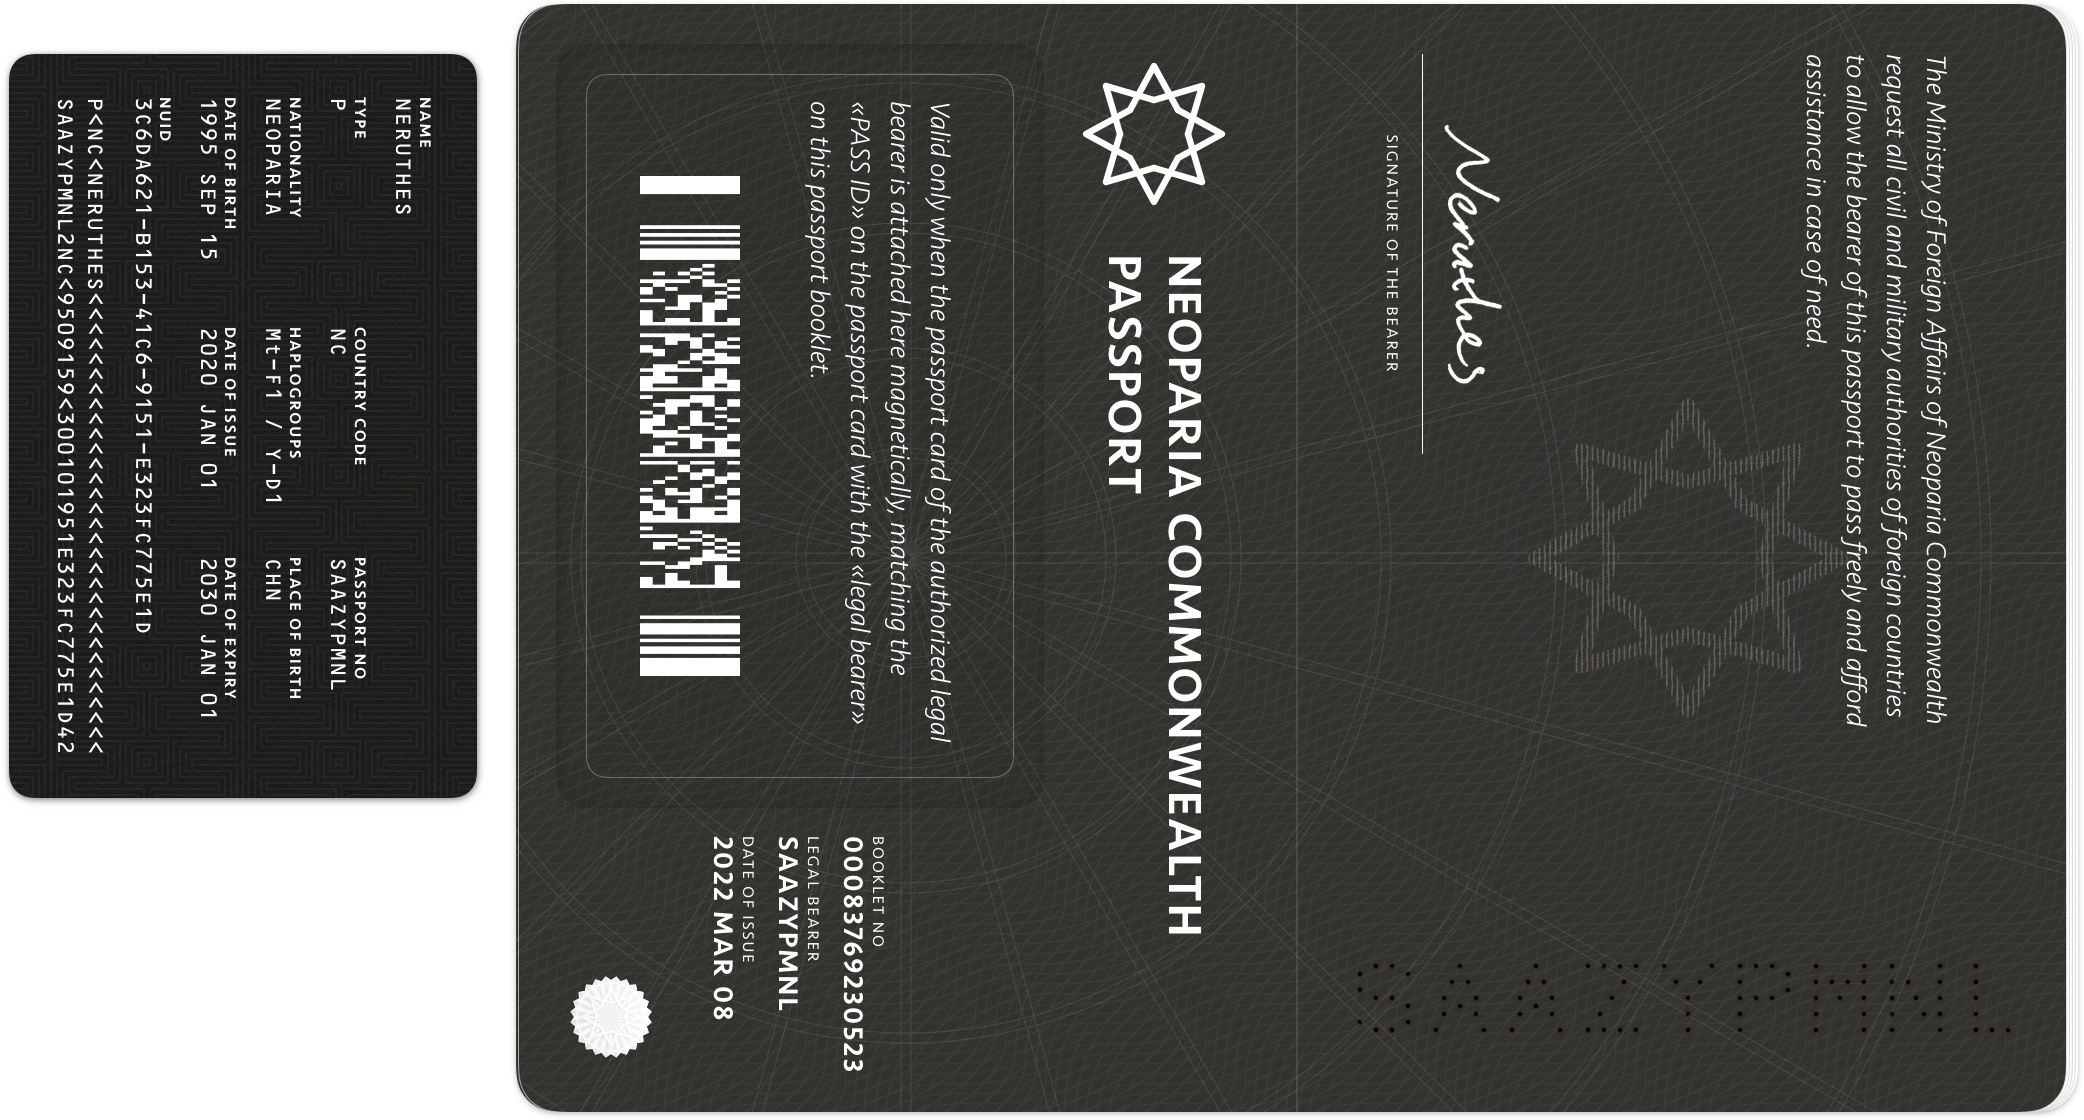 NAME
NERUTHES
TYPE
P
COUNTRY CODE
NC
PASSPORT NO
SAAZYPMNL
NATIONALITY
NEOPARIA
HAPLOGROUPS
Mt-F1 / Y-D1
PLACE OF BIRTH
CHN
DATE OF BIRTH
1995 SEP 15
DATE OF ISSUE
2020 JAN 01
DATE OF EXPIRY
2030 JAN 01
NUID
3C6DA621-B153-41C6-9151-E323FC775E1D
P<NC<NERUTHES<<<<<<<<<<<<<<<<<<<<<<<<<<<<<<<
SAAZYPMNL2NC<9509159<300101951E323FC775E1D42
The Ministry of Foreign Affairs of Neoparia Commonwealth
request all civil and military authorities of foreign countries
to allow the bearer of this passport to pass freely and afford
assistance in case of need.
Neruthes
SIGNATURE OF THE BEARER
SAAZYPMNL
NEOPARIA COMMONWEALTH
PASSPORT
Valid only when the passport card of the authorized legal
bearer is attached here magnetically, matching the
«PASS ID» on the passport card with the «legal bearer»
on this passport booklet.
BOOKLET NO
0008376923O523
LEGAL BEARER
SAAZYPMNL
DATE OF ISSUE
2022 MAR 08